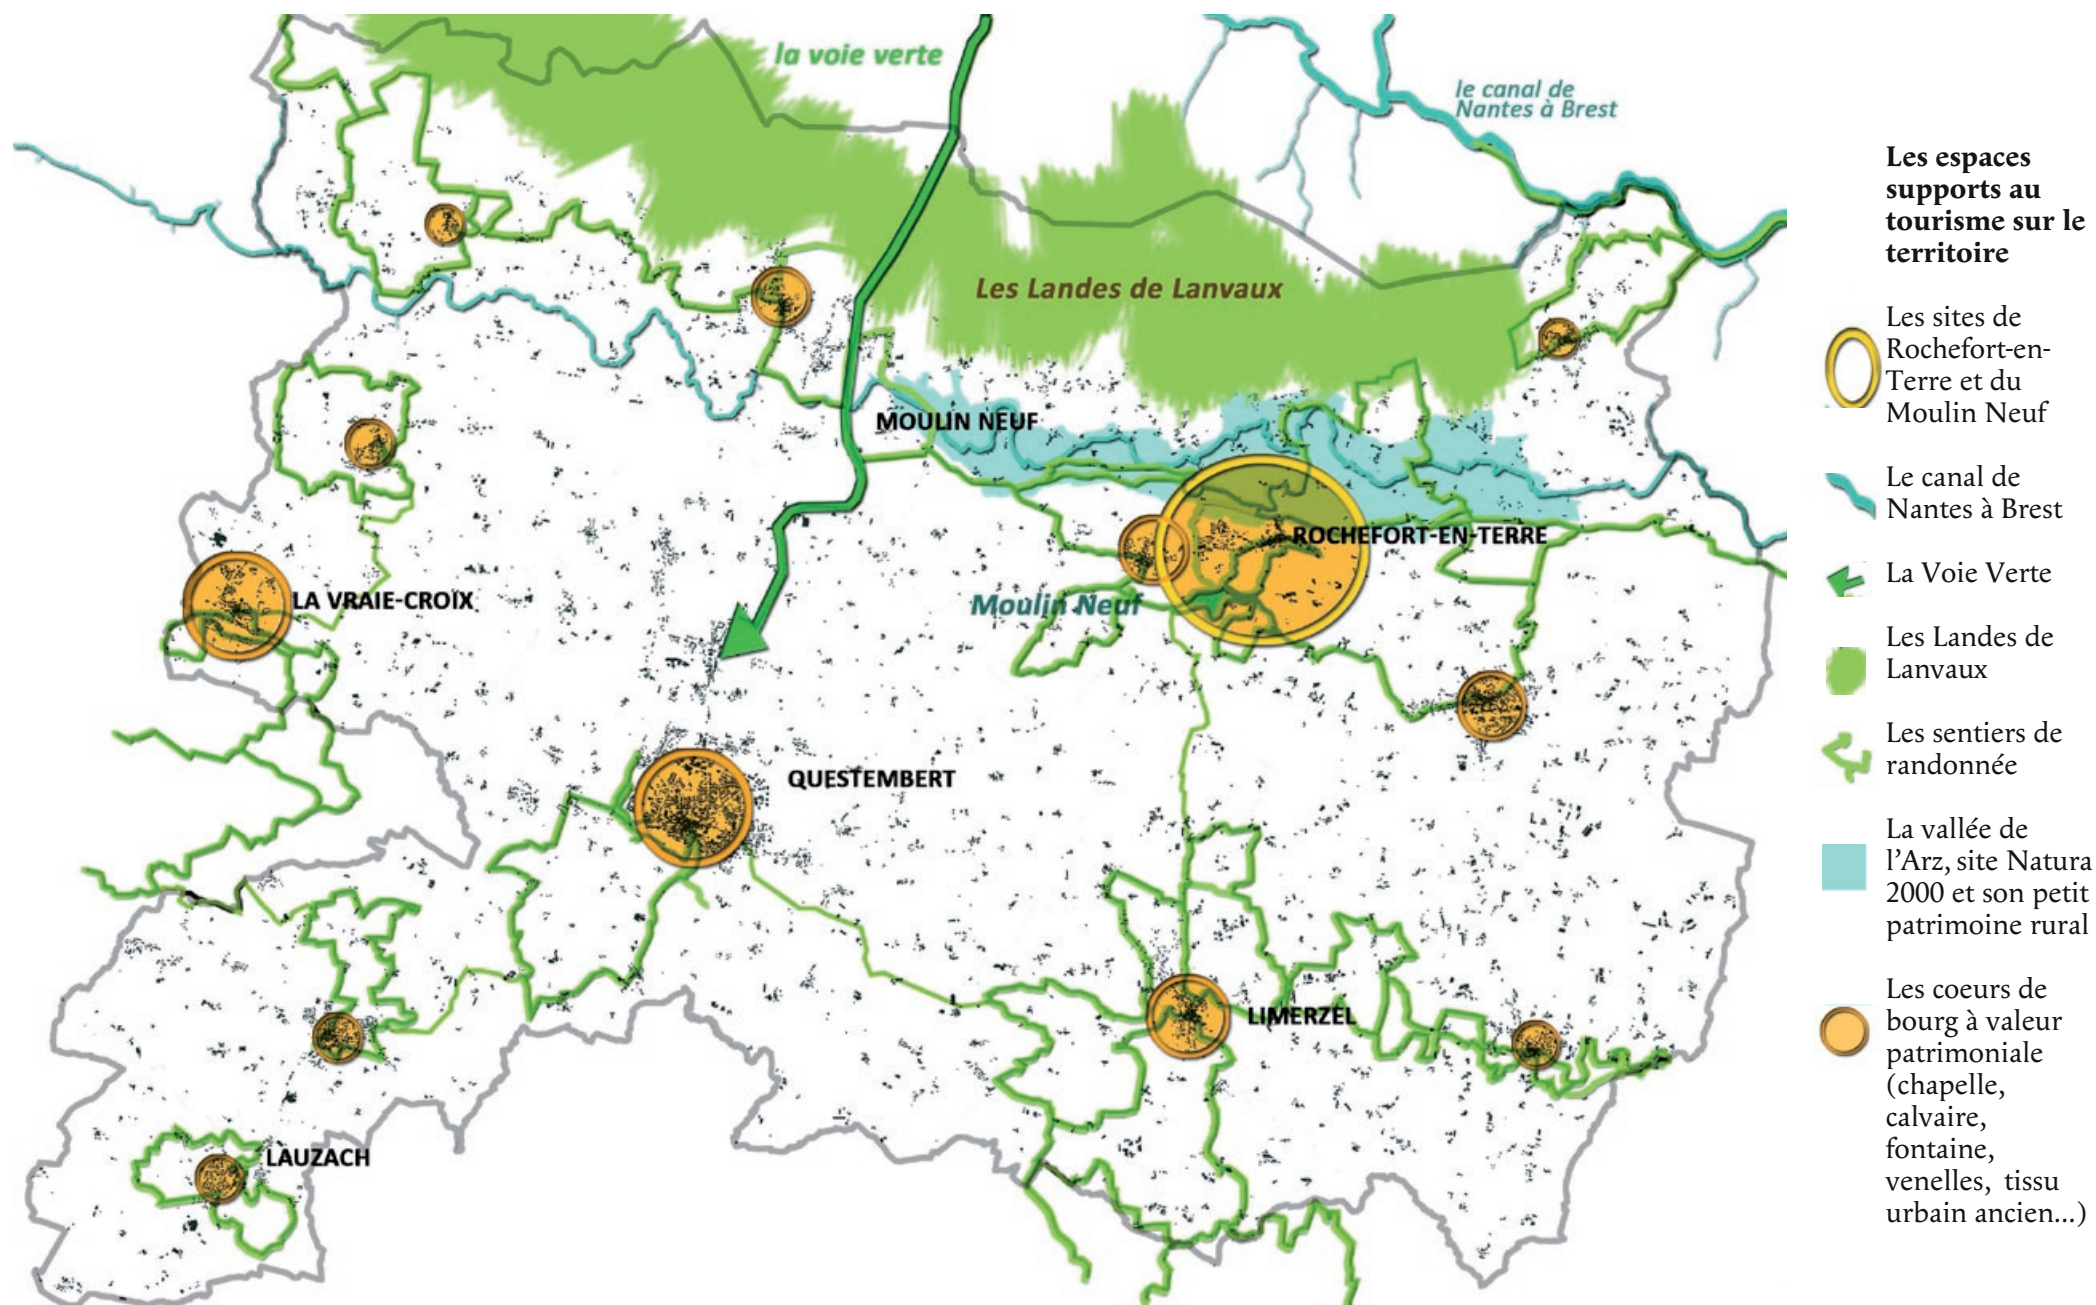 la voie verte
le canal de
Nantes à Brest
Les Landes de Lanvaux
MOULIN NEUF
ROCHEFORT-EN-TERRE
LA VRAIE-CROIX
Moulin Neuf
QUESTEMBERT
LIMERZEL
LAUZACH
Les espaces
supports au
tourisme sur le
territoire
Les sites de
Rochefort-en-
Terre et du
Moulin Neuf
Le canal de
Nantes à Brest
La Voie Verte
Les Landes de
Lanvaux
Les sentiers de
randonnée
La vallée de
l'Arz, site Natura
2000 et son petit
patrimoine rural
Les coeurs de
bourg à valeur
patrimoniale
(chapelle,
calvaire,
fontaine,
venelles, tissu
urbain ancien...)